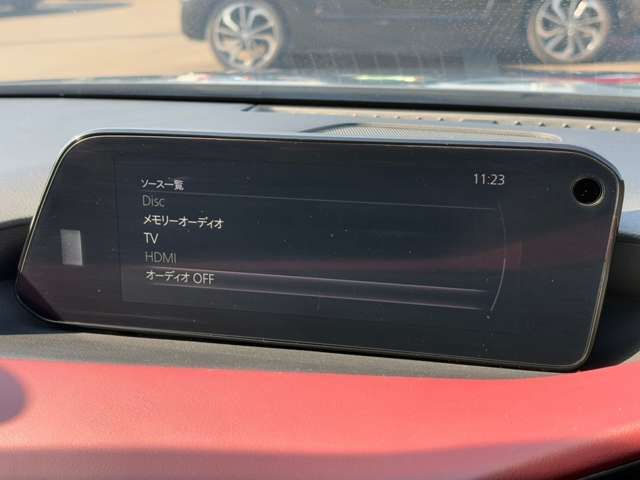 ソース一覧
11:23
Disc
メモリーオーディオ
TV
HDMI
オーディオ OFF